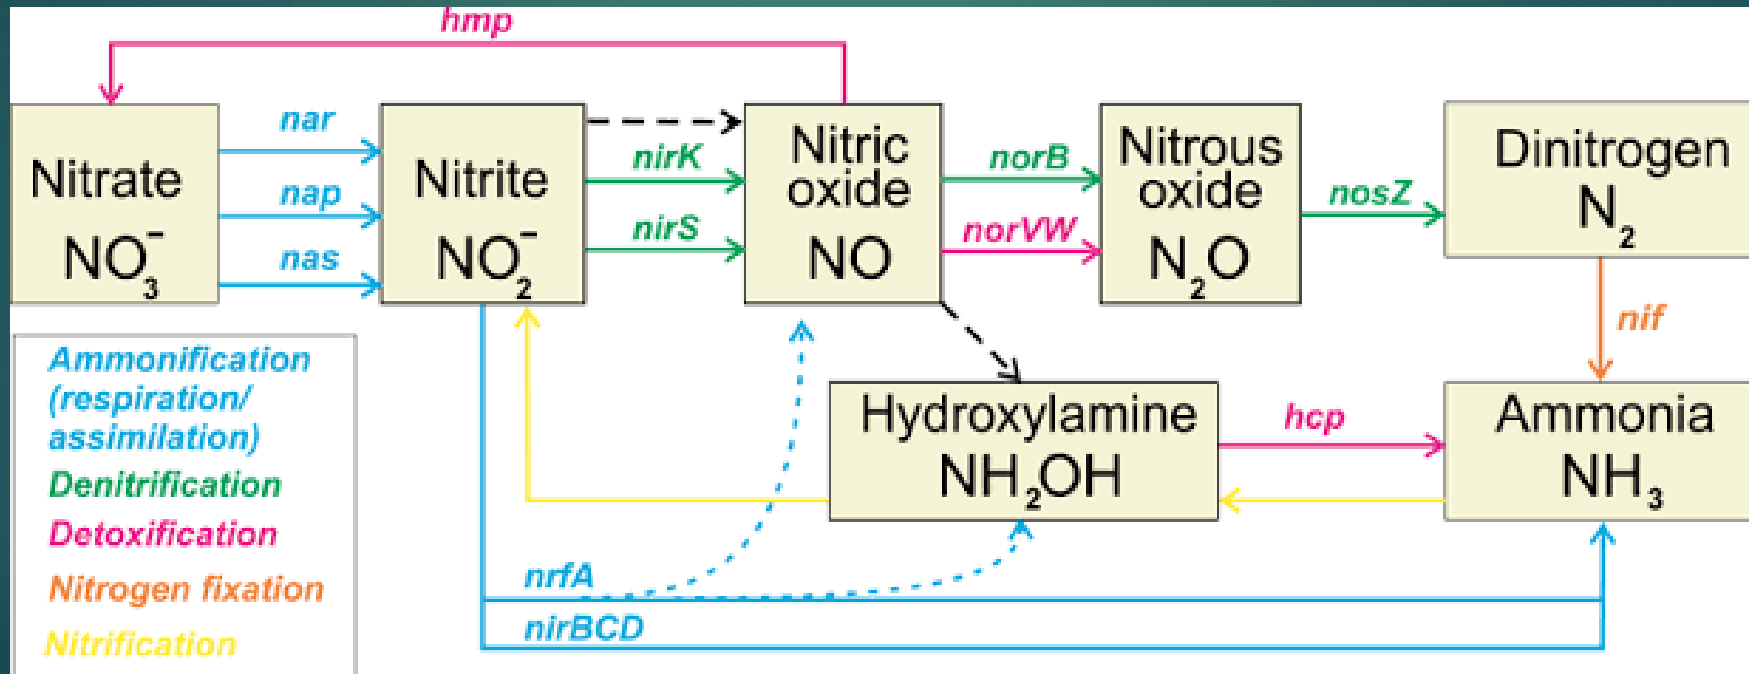 hmp
Nitrate
NO₃⁻
nar
nap
nas
Nitrite
NO₂⁻
nirK
nirS
Nitric
oxide
NO
norB
norVW
Nitrous
oxide
N₂O
nosZ
Dinitrogen
N₂
nif
Hydroxylamine
NH₂OH
hcp
Ammonia
NH₃
nrfA
nirBCD
Ammonification
(respiration/
assimilation)
Denitrification
Detoxification
Nitrogen fixation
Nitrification